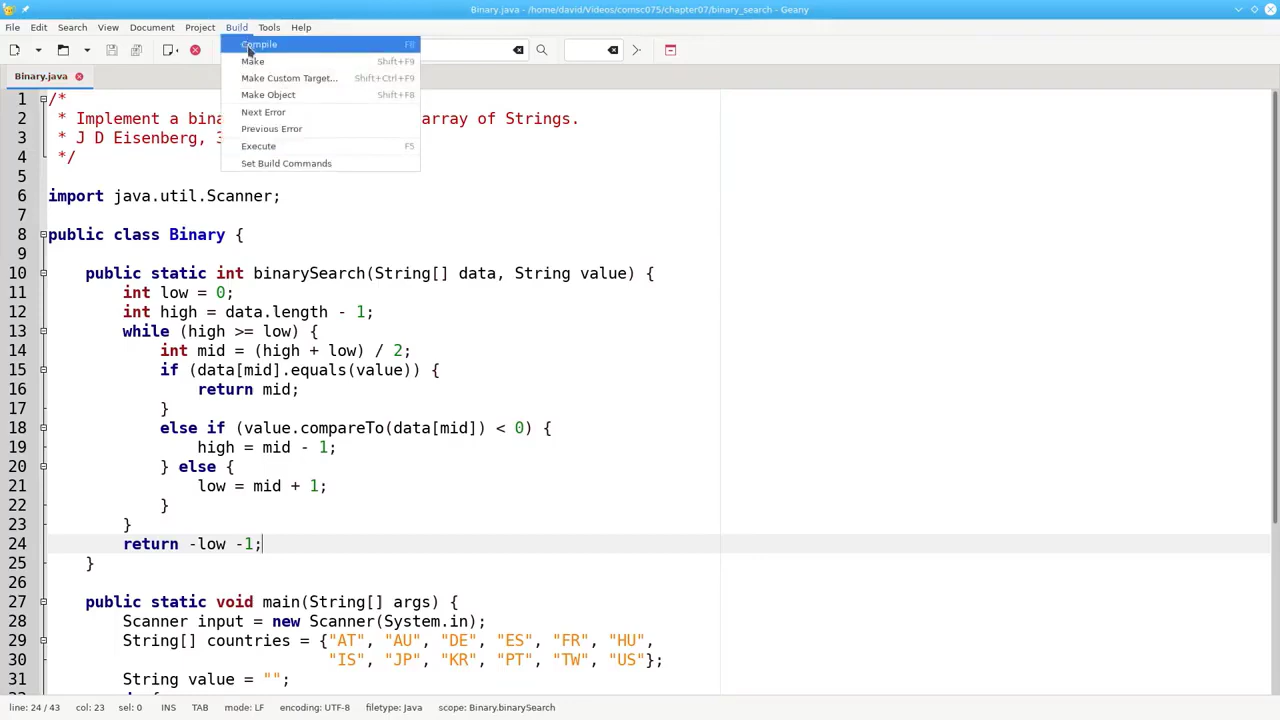 Binary.java - /home/david/Videos/comsc075/chapter07/binary_search - Geany
File Edit Search View Document Project Build Tools Help
Compile
Make Shift+F9
Make Custom Target... Shift+Ctrl+F9
Make Object Shift+F8
Next Error
Previous Error
Execute F5
Set Build Commands
Binary.java
1 /*
2 * Implement a array of Strings.
3 * J D Eisenberg,
4 */
5
6 import java.util.Scanner;
7
8 public class Binary {
9
10 public static int binarySearch(String[] data, String value) {
11 int low = 0;
12 int high = data.length - 1;
13 while (high >= low) {
14 int mid = (high + low) / 2;
15 if (data[mid].equals(value)) {
16 return mid;
17 }
18 else if (value.compareTo(data[mid]) < 0) {
19 high = mid - 1;
20 } else {
21 low = mid + 1;
22 }
23 }
24 return -low -1;
25 }
26
27 public static void main(String[] args) {
28 Scanner input = new Scanner(System.in);
29 String[] countries = {"AT", "AU", "DE", "ES", "FR", "HU",
30 "IS", "JP", "KR", "PT", "TW", "US"};
31 String value = "";
line: 24 / 43 col: 23 sel: 0 INS TAB mode: LF encoding: UTF-8 filetype: Java scope: Binary.binarySearch